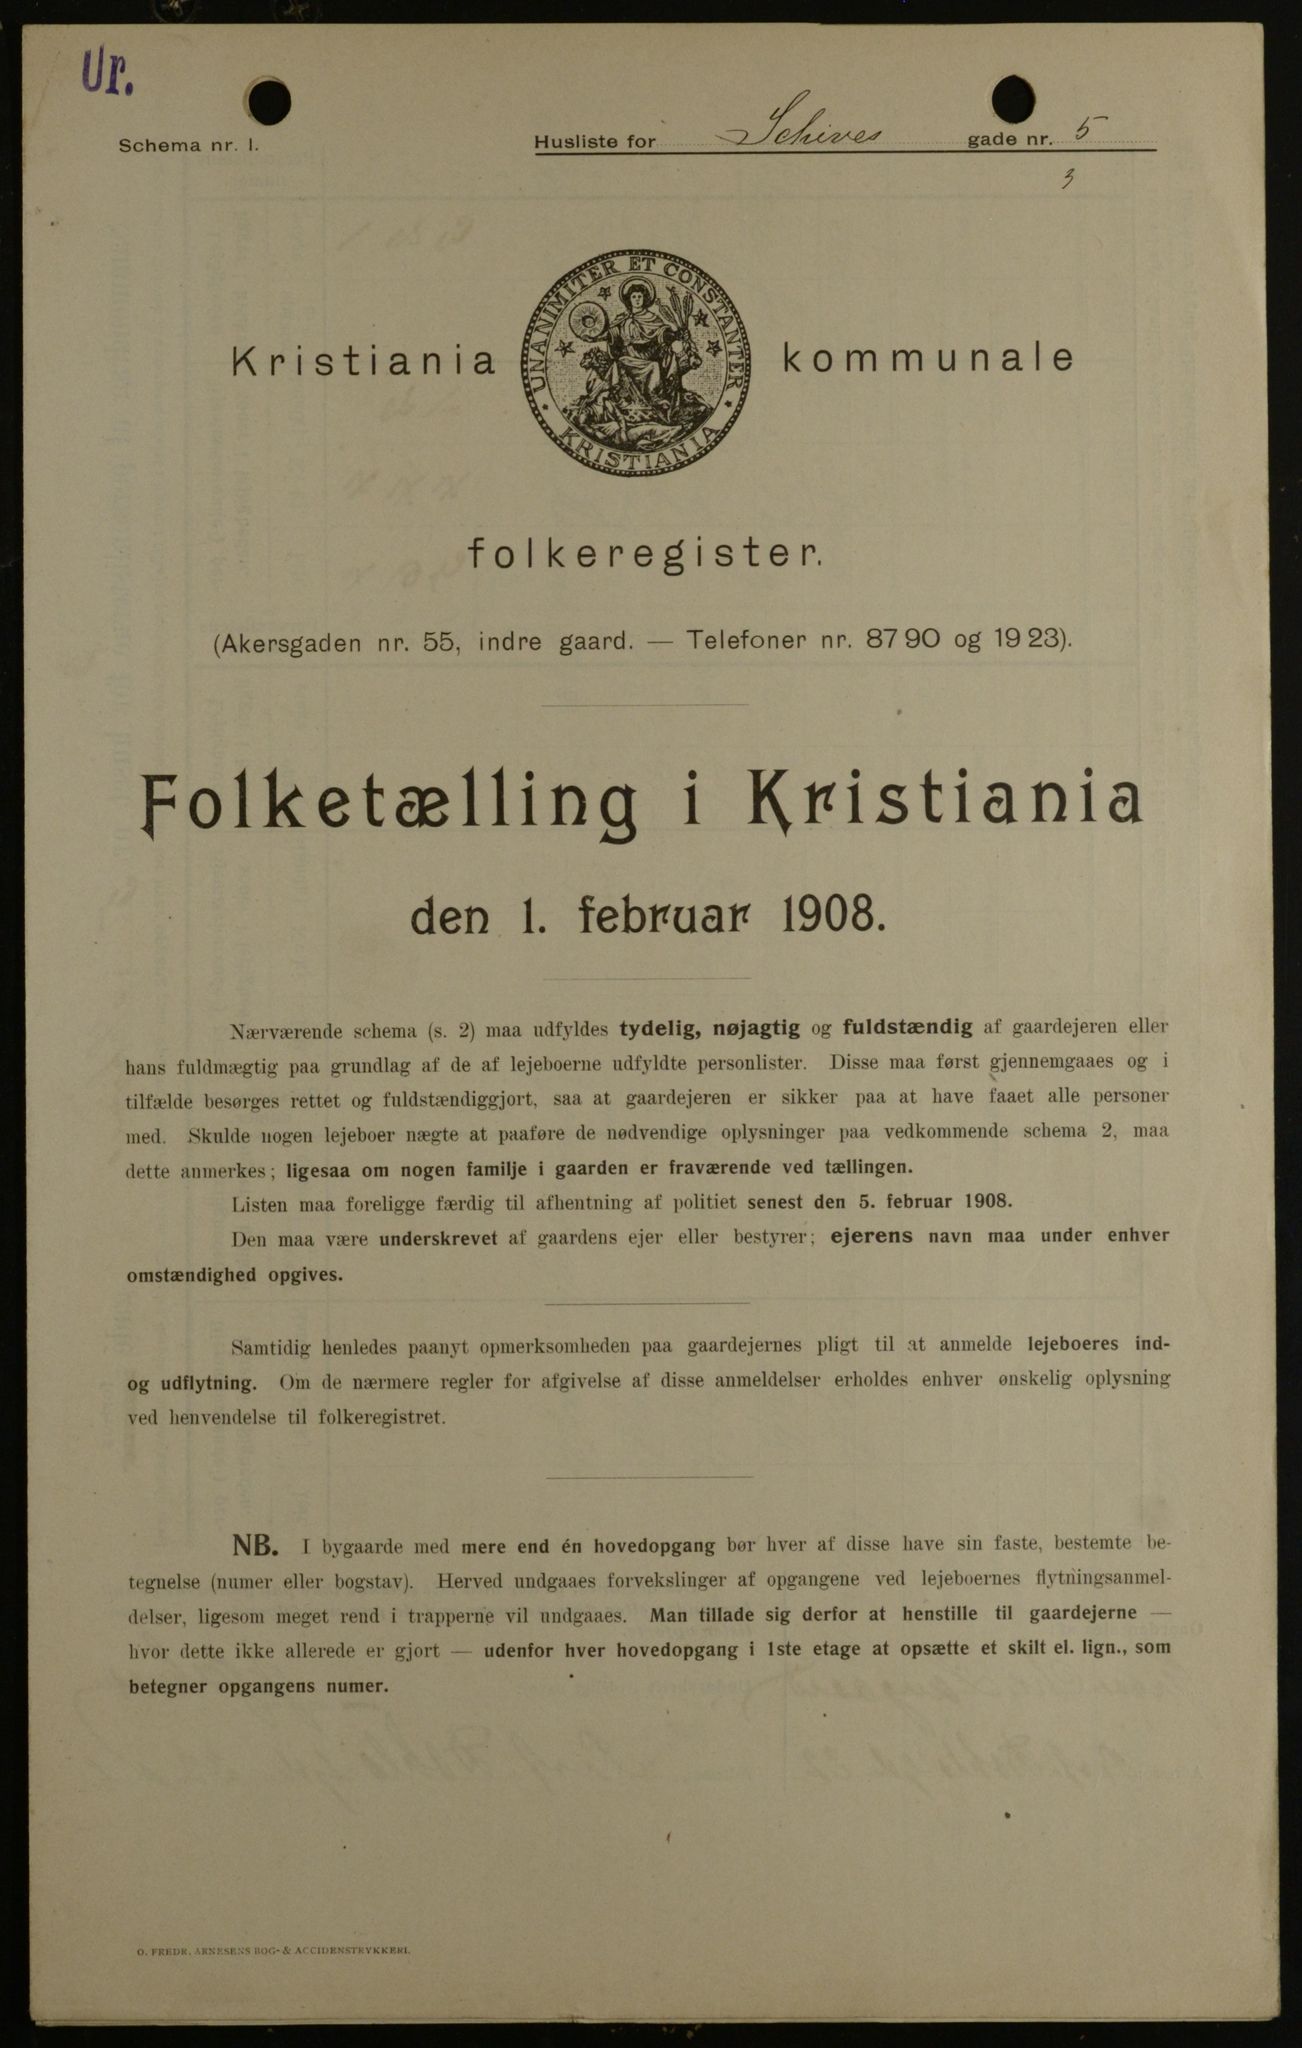 Ur.
Schema nr. 1.
Husliste for Schives gade nr. 5
3
Kristiania kommunale
UNANIMITER ET CONSTANTER
KRISTIANIA
folkeregister.
(Akersgaden nr. 55, indre gaard. — Telefoner nr. 8790 og 1923).
Folketælling i Kristiania
den 1. februar 1908.
Nærværende schema (s. 2) maa udfyldes tydelig, nøjagtig og fuldstændig af gaardejeren eller
hans fuldmægtig paa grundlag af de af lejeboerne udfyldte personlister. Disse maa først gjennemgaaes og i
tilfælde besørges rettet og fuldstændiggjort, saa at gaardejeren er sikker paa at have faaet alle personer
med. Skulde nogen lejeboer nægte at paaføre de nødvendige oplysninger paa vedkommende schema 2, maa
dette anmerkes; ligesaa om nogen familje i gaarden er fraværende ved tællingen.
Listen maa foreligge færdig til afhentning af politiet senest den 5. februar 1908.
Den maa være underskrevet af gaardens ejer eller bestyrer; ejerens navn maa under enhver
omstændighed opgives.
Samtidig henledes paanyt opmerksomheden paa gaardejernes pligt til at anmelde lejeboeres ind-
og udflytning. Om de nærmere regler for afgivelse af disse anmeldelser erholdes enhver ønskelig oplysning
ved henvendelse til folkeregistret.
NB. I bygaarde med mere end én hovedopgang bør hver af disse have sin faste, bestemte be-
tegnelse (numer eller bogstav). Herved undgaaes forvekslinger af opgangene ved lejeboernes flytningsanmel-
delser, ligesom meget rend i trapperne vil undgaaes. Man tillade sig derfor at henstille til gaardejerne —
hvor dette ikke allerede er gjort — udenfor hver hovedopgang i 1ste etage at opsætte et skilt el. lign., som
betegner opgangens numer.
O. FREDR. ARNESENS BOG- & ACCIDENSTRYKKERI.